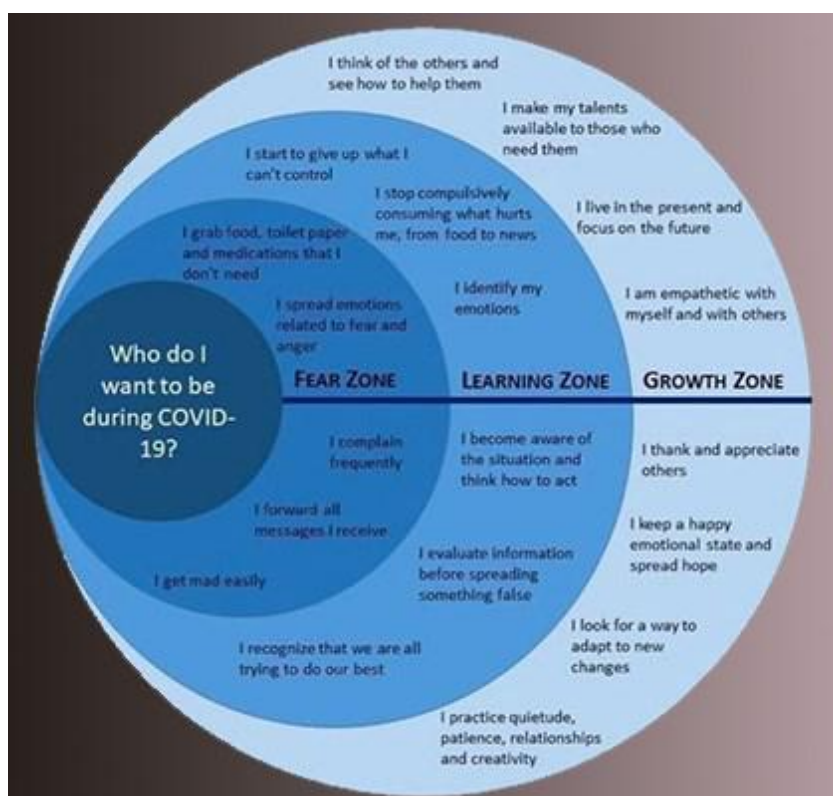 I think of the others and
see how to help them
I make my talents
available to those who
need them
I start to give up what I
can't control
I stop compulsively
consuming what hurts
me, from food to news
I live in the present and
focus on the future
I grab food, toilet paper
and medications that I
don't need
I identify my
emotions
I am empathetic with
myself and with others
I spread emotions
related to fear and
anger
Who do I
want to be
during COVID-
19?
FEAR ZONE
LEARNING ZONE
GROWTH ZONE
I complain
frequently
I become aware of
the situation and
think how to act
I thank and appreciate
others
I forward all
messages I receive
I keep a happy
emotional state and
spread hope
I evaluate information
before spreading
something false
I get mad easily
I look for a way to
adapt to new
changes
I recognize that we are all
trying to do our best
I practice quietude,
patience, relationships
and creativity